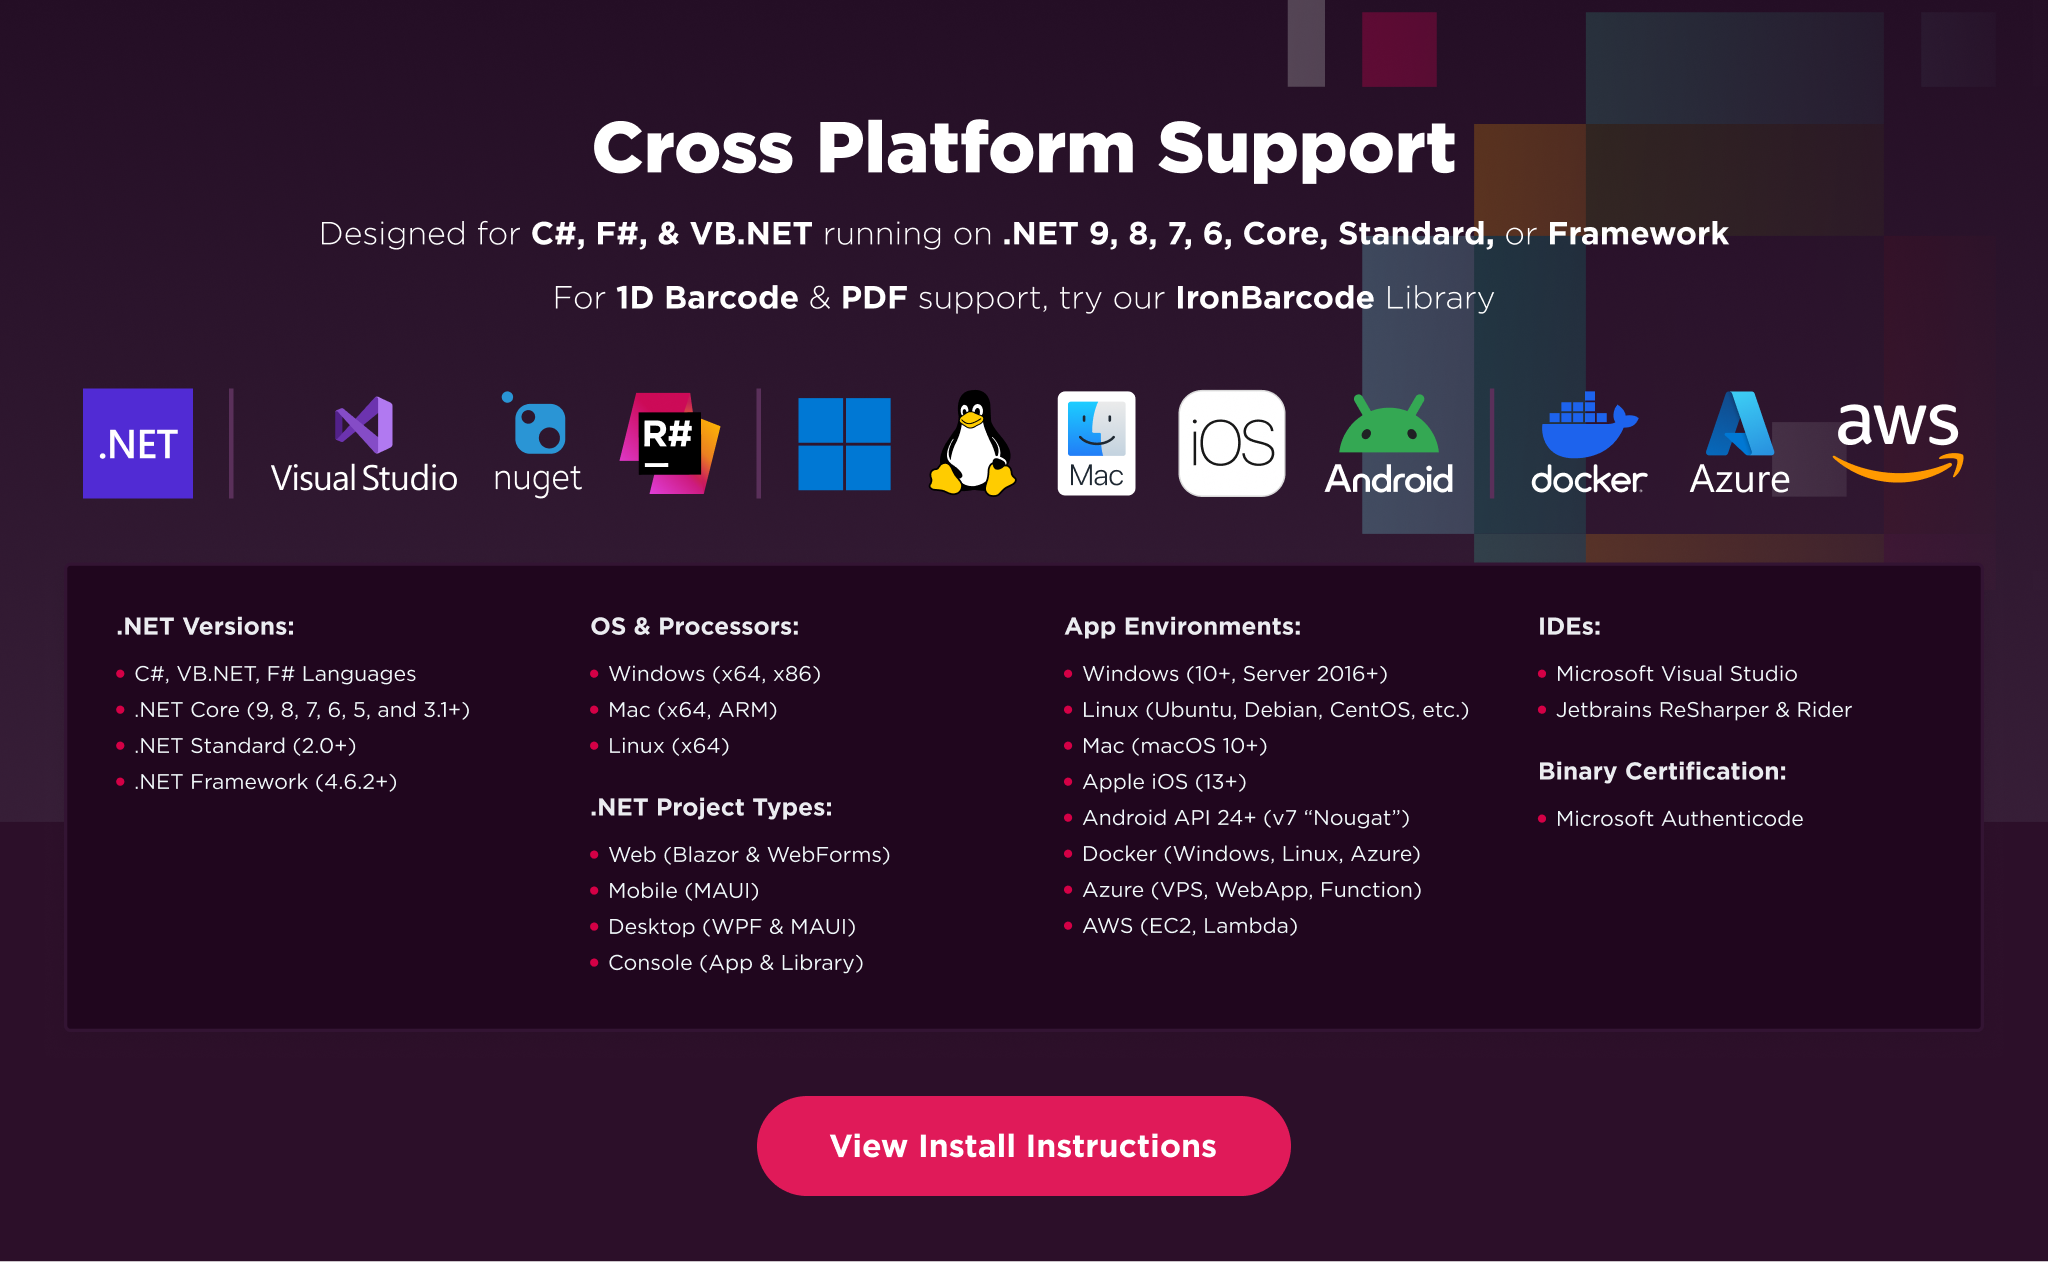 Cross Platform Support
Designed for C#, F#, & VB.NET running on .NET 9, 8, 7, 6, Core, Standard, or Framework
For 1D Barcode & PDF support, try our IronBarcode Library
.NET
Visual Studio
nuget
R#
Mac
iOS
Android
docker
Azure
aws
.NET Versions:
C#, VB.NET, F# Languages
.NET Core (9, 8, 7, 6, 5, and 3.1+)
.NET Standard (2.0+)
.NET Framework (4.6.2+)
OS & Processors:
Windows (x64, x86)
Mac (x64, ARM)
Linux (x64)
.NET Project Types:
Web (Blazor & WebForms)
Mobile (MAUI)
Desktop (WPF & MAUI)
Console (App & Library)
App Environments:
Windows (10+, Server 2016+)
Linux (Ubuntu, Debian, CentOS, etc.)
Mac (macOS 10+)
Apple iOS (13+)
Android API 24+ (v7 “Nougat”)
Docker (Windows, Linux, Azure)
Azure (VPS, WebApp, Function)
AWS (EC2, Lambda)
IDEs:
Microsoft Visual Studio
Jetbrains ReSharper & Rider
Binary Certification:
Microsoft Authenticode
View Install Instructions